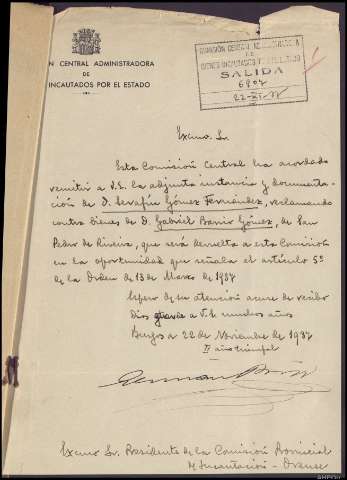 N CENTRAL ADMINISTRADORA
DE
INCAUTADOS POR EL ESTADO
COMISIÓN CENTRAL ADMINISTRADORA
DE
BIENES INCAUTADOS POR EL ESTADO
SALIDA
22-XI-37
Excmo Sr.
Esta Comisión Central ha acordado
remitir a V.E. la adjunta instancia y documenta-
ción de D. Serafín Gómez Fernández, reclamando
contra bienes de D. Gabriel Gómez, de San
Pedro de, que será devuelta a esta Comisión
en la oportunidad que señala el artículo 5º
de la Orden de 13 de Marzo de 1937
Espero de su atención acuse de recibo
Dios guarde a V.E. muchos años
Burgos a 22 de Noviembre de 1937
II año triunfal
Excmo Sr. Presidente de la Comisión Provincial
de Incautación - Orense
AHPOu